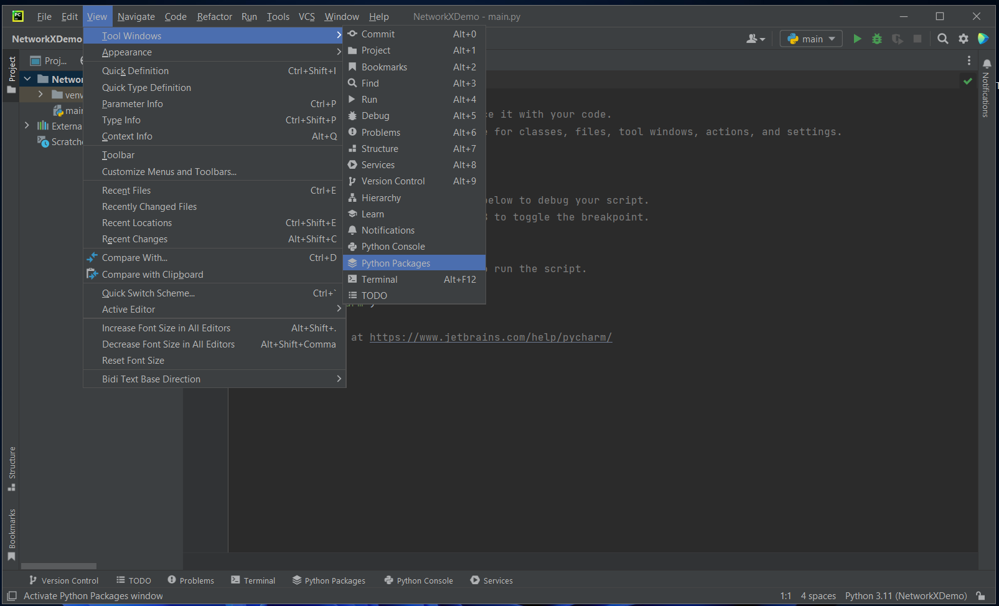 PC File Edit View Navigate Code Refactor Run Tools VCS Window Help NetworkXDemo - main.py
NetworkXDemo main
Project
Proj...
Networ
venv
main
Externa
Scratche
Structure
Bookmarks
Tool Windows
Appearance
Quick Definition Ctrl+Shift+I
Quick Type Definition
Parameter Info Ctrl+P
Type Info Ctrl+Shift+P
Context Info Alt+Q
Toolbar
Customize Menus and Toolbars...
Recent Files Ctrl+E
Recently Changed Files
Recent Locations Ctrl+Shift+E
Recent Changes Alt+Shift+C
Compare With... Ctrl+D
Compare with Clipboard
Quick Switch Scheme... Ctrl+`
Active Editor
Increase Font Size in All Editors Alt+Shift+.
Decrease Font Size in All Editors Alt+Shift+Comma
Reset Font Size
Bidi Text Base Direction
Commit Alt+0
Project Alt+1
Bookmarks Alt+2
Find Alt+3
Run Alt+4
Debug Alt+5
Problems Alt+6
Structure Alt+7
Services Alt+8
Version Control Alt+9
Hierarchy
Learn
Notifications
Python Console
Python Packages
Terminal Alt+F12
TODO
e it with your code.
for classes, files, tool windows, actions, and settings.
elow to debug your script.
to toggle the breakpoint.
run the script.
at https://www.jetbrains.com/help/pycharm/
Notifications
Version Control TODO Problems Terminal Python Packages Python Console Services
Activate Python Packages window 1:1 4 spaces Python 3.11 (NetworkXDemo)